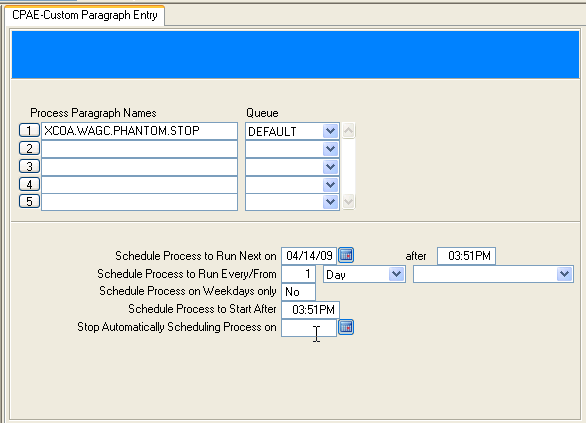 CPAE-Custom Paragraph Entry
Process Paragraph Names Queue
1 XCOA.WAGC.PHANTOM.STOP DEFAULT
2
3
4
5
Schedule Process to Run Next on 04/14/09 after 03:51PM
Schedule Process to Run Every/From 1 Day
Schedule Process on Weekdays only No
Schedule Process to Start After 03:51PM
Stop Automatically Scheduling Process on